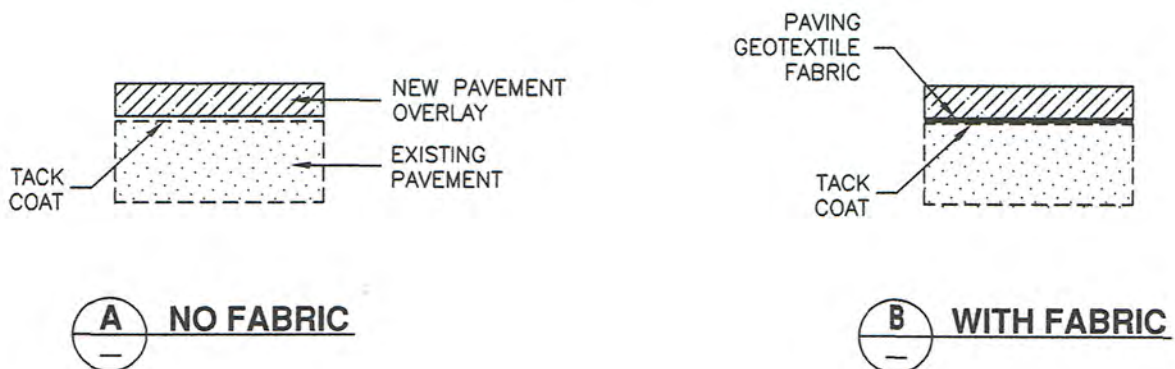 NEW PAVEMENT
OVERLAY
EXISTING
PAVEMENT
TACK
COAT
A
NO FABRIC
PAVING
GEOTEXTILE
FABRIC
TACK
COAT
B
WITH FABRIC